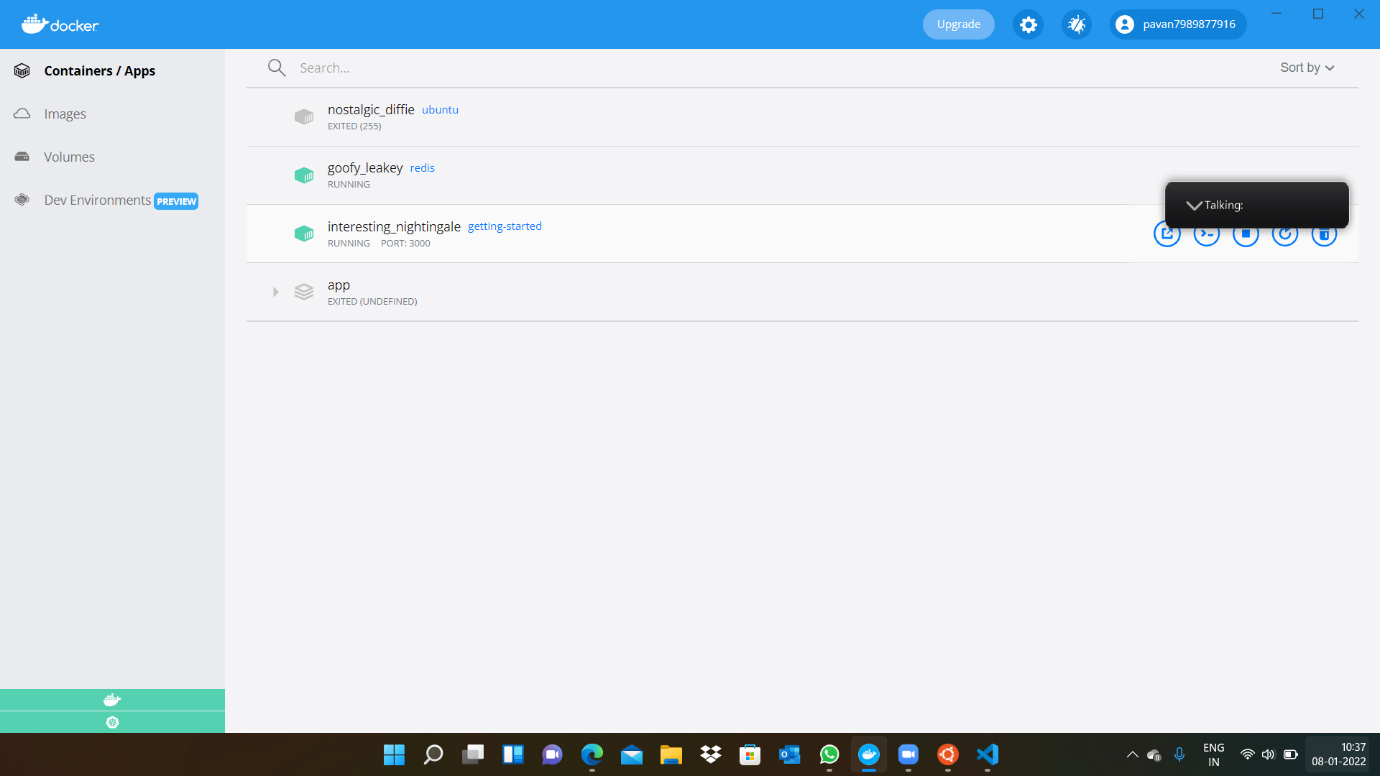 docker
Upgrade
pavan7989877916
Containers / Apps
Images
Volumes
Dev Environments PREVIEW
Search...
Sort by
nostalgic_diffie ubuntu
EXITED (255)
goofy_leakey redis
RUNNING
Talking:
interesting_nightingale getting-started
RUNNING PORT: 3000
app
EXITED (UNDEFINED)
ENG
IN
10:37
08-01-2022